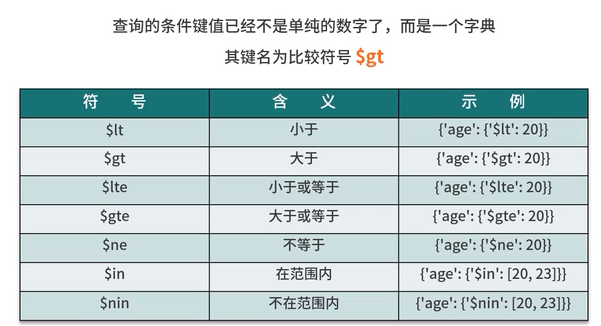 查询的条件键值已经不是单纯的数字了，而是一个字典
其键名为比较符号 $gt
符 号 含 义 示 例
$lt 小于 {'age': {'$lt': 20}}
$gt 大于 {'age': {'$gt': 20}}
$lte 小于或等于 {'age': {'$lte': 20}}
$gte 大于或等于 {'age': {'$gte': 20}}
$ne 不等于 {'age': {'$ne': 20}}
$in 在范围内 {'age': {'$in': [20, 23]}}
$nin 不在范围内 {'age': {'$nin': [20, 23]}}